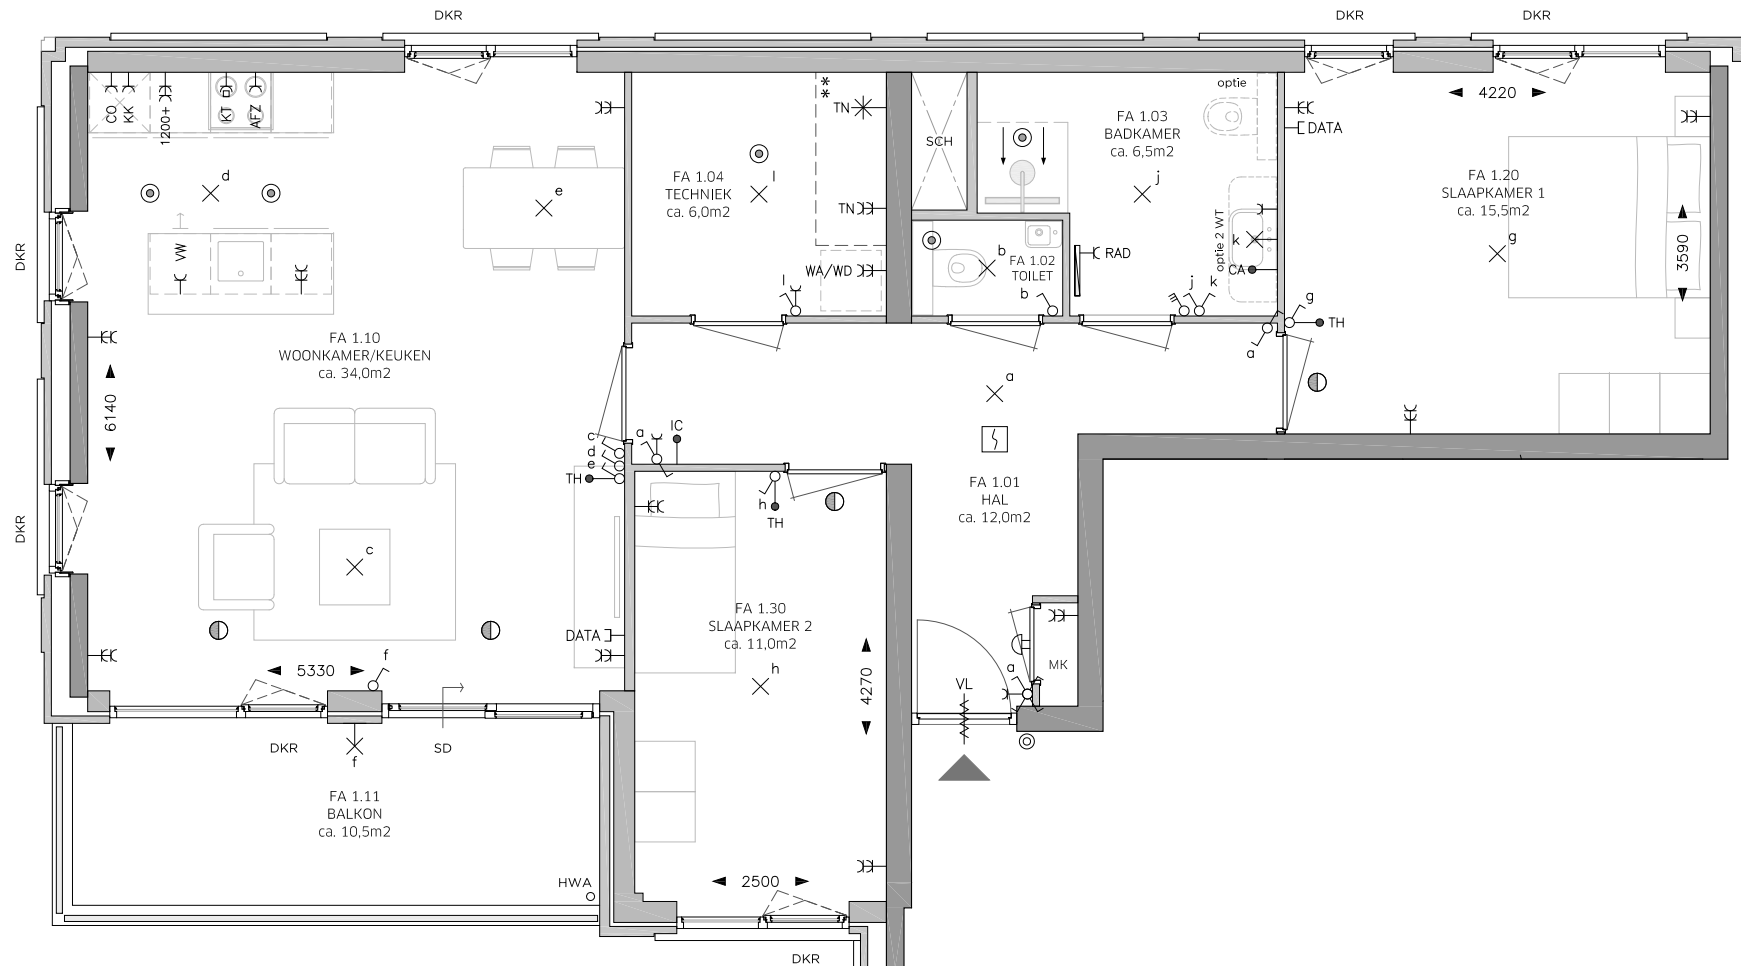 DKR
DKR
DKR
CO
KK
1200+
KT
AFZ
d
e
VW
DKR
**
TN
FA 1.04
TECHNIEK
ca. 6,0m2
l
TN
WA/WD
l
SCH
FA 1.03
BADKAMER
ca. 6,5m2
optie
j
optie 2 WT
k
CA
b
FA 1.02
TOILET
b
RAD
j
k
DATA
4220
FA 1.20
SLAAPKAMER 1
ca. 15,5m2
g
3590
g
TH
a
FA 1.10
WOONKAMER/KEUKEN
ca. 34,0m2
6140
a
c
d
e
TH
a
IC
h
TH
FA 1.01
HAL
ca. 12,0m2
DKR
c
FA 1.30
SLAAPKAMER 2
ca. 11,0m2
h
4270
DATA
5330
f
MK
a
VL
DKR
f
SD
FA 1.11
BALKON
ca. 10,5m2
HWA
2500
DKR